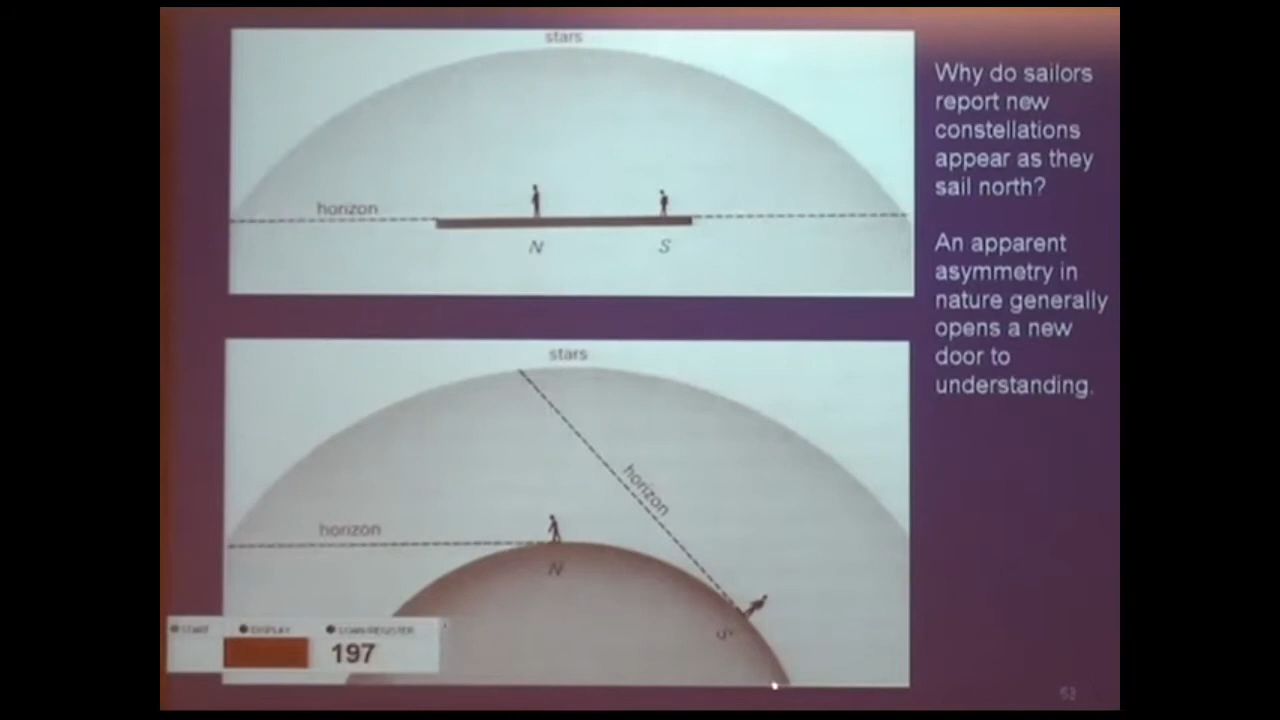 stars
horizon
N
S
Why do sailors
report new
constellations
appear as they
sail north?
An apparent
asymmetry in
nature generally
opens a new
door to
understanding.
stars
horizon
horizon
N
S
START
DISPLAY
197
53